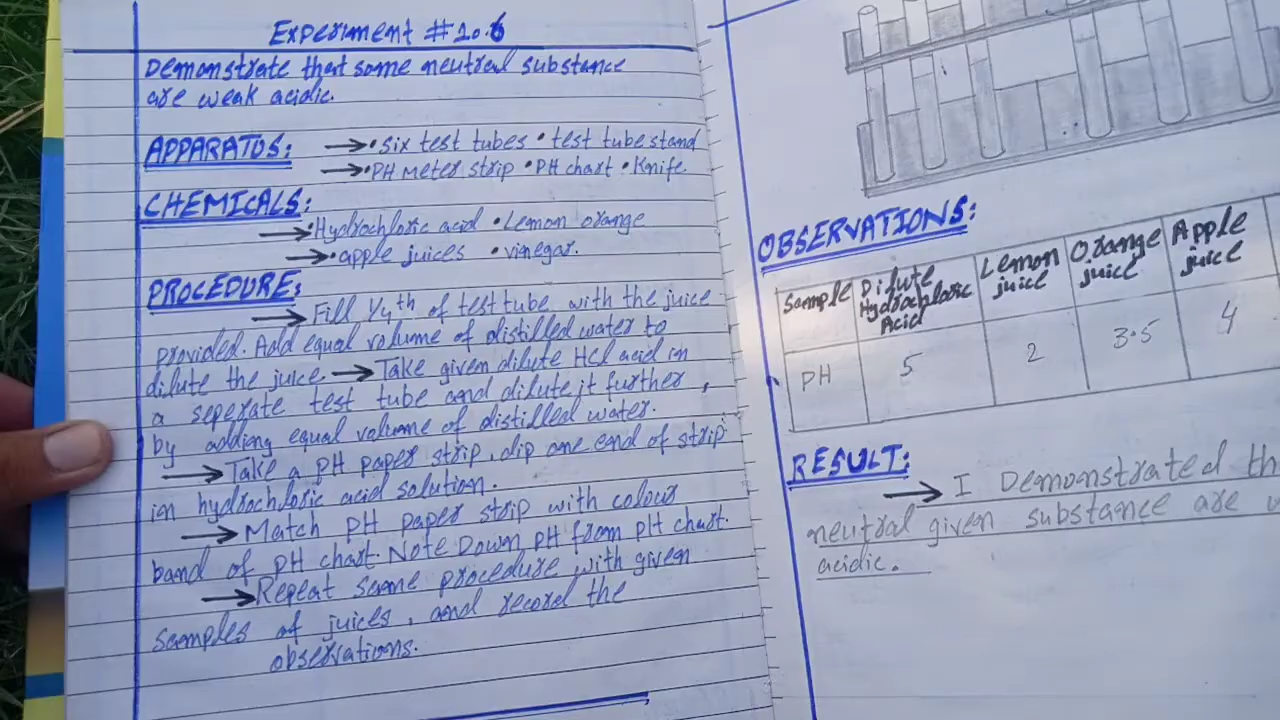 Experiment #10.6
Demonstrate that some neutral substance
are weak acidic.
APPARATUS: → • six test tubes • test tube stand
→ • PH meter strip • PH chart • Knife.
CHEMICALS:
→ • Hydrochloric acid • Lemon orange
→ • apple juices • vinegar.
PROCEDURE:
→ Fill 1/4th of test tube with the juice
provided. Add equal volume of distilled water to
dilute the juice → Take given dilute HCl acid in
a seperate test tube and dilute it further,
by adding equal volume of distilled water.
→ Take a PH paper strip, dip one end of strip
in hydrochloric acid solution.
→ Match PH paper strip with colour
band of PH chart. Note Down PH from PH chart.
→ Repeat same procedure with given
samples of juices, and record the
observations.
OBSERVATIONS:
Sample Dilute Hydrochloric Acid Lemon juice Orange juice Apple juice
PH 5 2 3.5 4
RESULT:
→ I Demonstrated th
neutral given substance are
acidic.